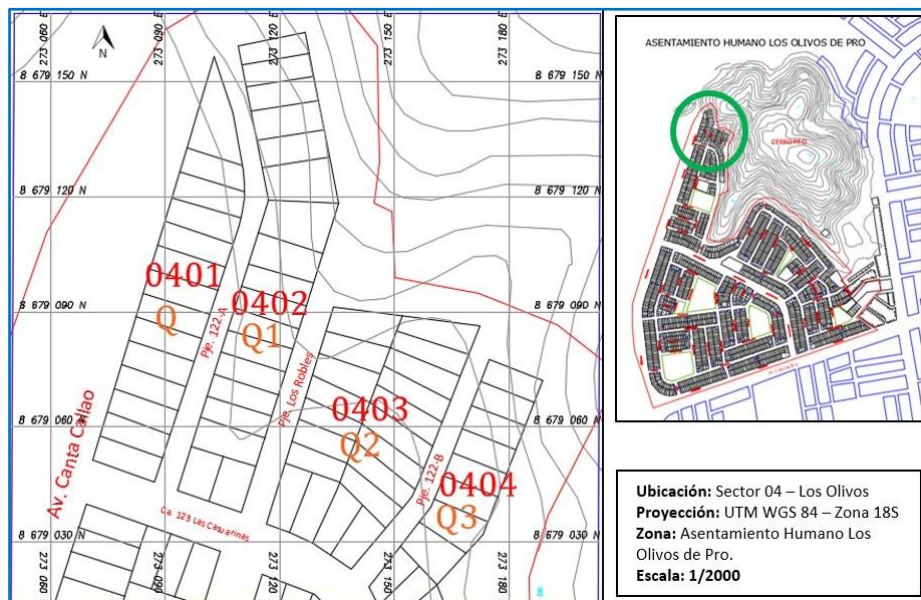 273 060 E
273 090 E
273 120 E
273 150 E
273 180 E
N
8 679 150 N
8 679 150 N
8 679 120 N
8 679 120 N
0401
Q
0402
Q1
8 679 090 N
8 679 090 N
Pje. 122-A
Pje. Los Robles
0403
Q2
8 679 060 N
8 679 060 N
Av. Canta Callao
Pje. 122-B
0404
Q3
Ca. 123 Las Casuarinas
8 679 030 N
8 679 030 N
273 060
273 090
273 120
273 150
273 180
ASENTAMIENTO HUMANO LOS OLIVOS DE PRO
CERRO PRO
Ubicación: Sector 04 – Los Olivos
Proyección: UTM WGS 84 – Zona 18S
Zona: Asentamiento Humano Los
Olivos de Pro.
Escala: 1/2000